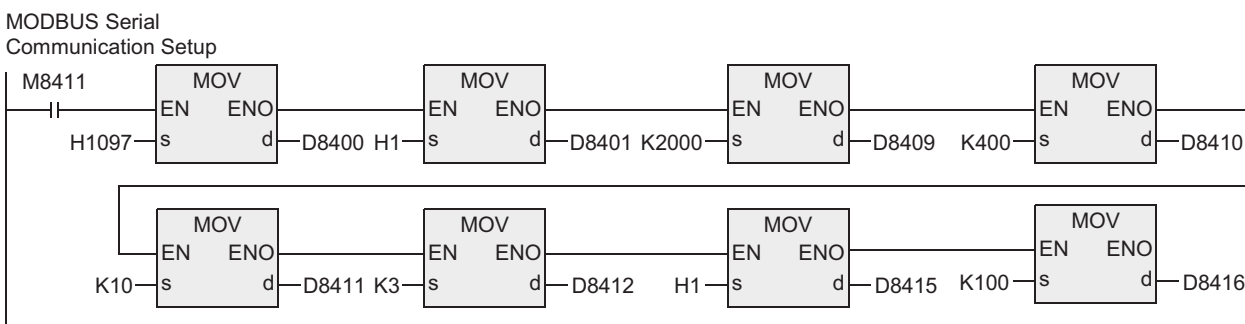 MODBUS Serial
Communication Setup
M8411
MOV MOV MOV MOV
EN ENO EN ENO EN ENO EN ENO
H1097 s d D8400 H1 s d D8401 K2000 s d D8409 K400 s d D8410
MOV MOV MOV MOV
EN ENO EN ENO EN ENO EN ENO
K10 s d D8411 K3 s d D8412 H1 s d D8415 K100 s d D8416